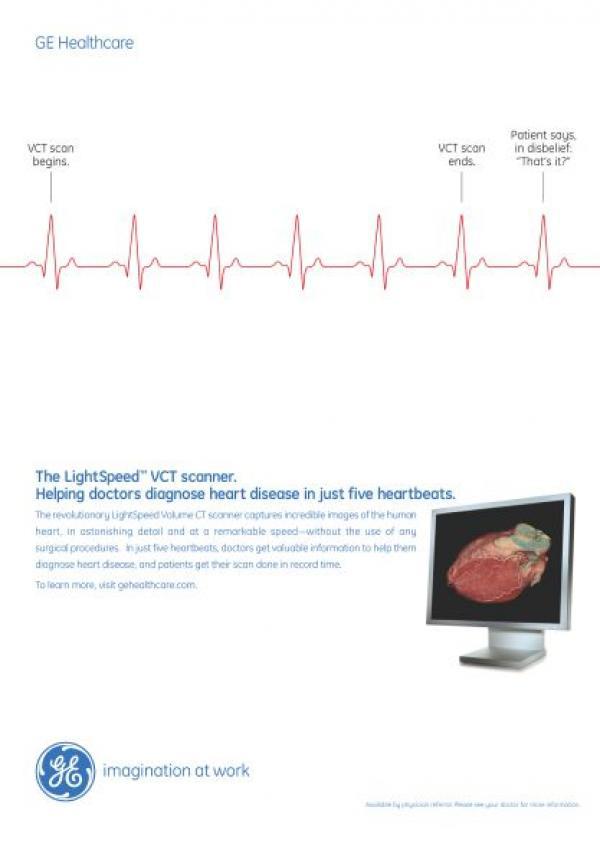 GE Healthcare
VCT scan
begins.
VCT scan
ends.
Patient says,
in disbelief:
"That's it?"
The LightSpeed™ VCT scanner.
Helping doctors diagnose heart disease in just five heartbeats.
The revolutionary LightSpeed Volume CT scanner captures incredible images of the human
heart, in astonishing detail and at a remarkable speed—without the use of any
surgical procedures. In just five heartbeats, doctors get valuable information to help them
diagnose heart disease, and patients get their scan done in record time.
To learn more, visit gehealthcare.com.
GE
imagination at work
Available by physician referral. Please see your doctor for more information.